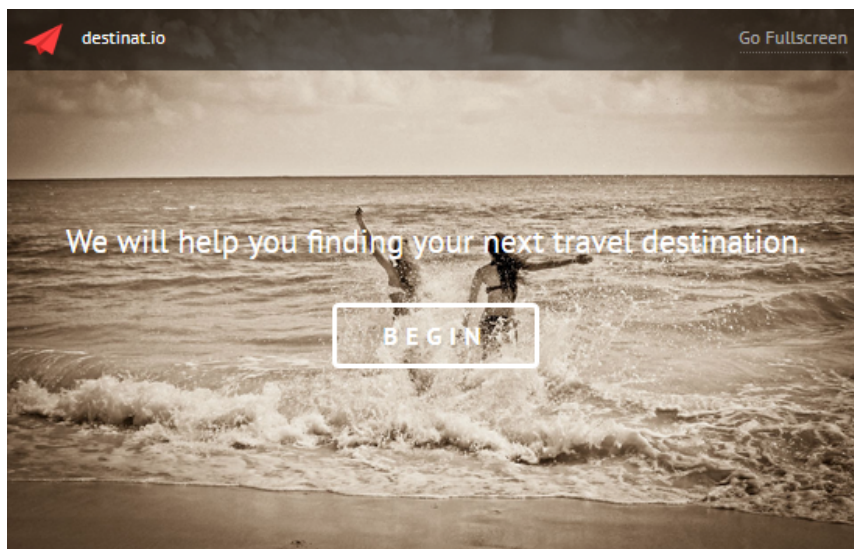 destinat.io
Go Fullscreen
We will help you finding your next travel destination.
BEGIN